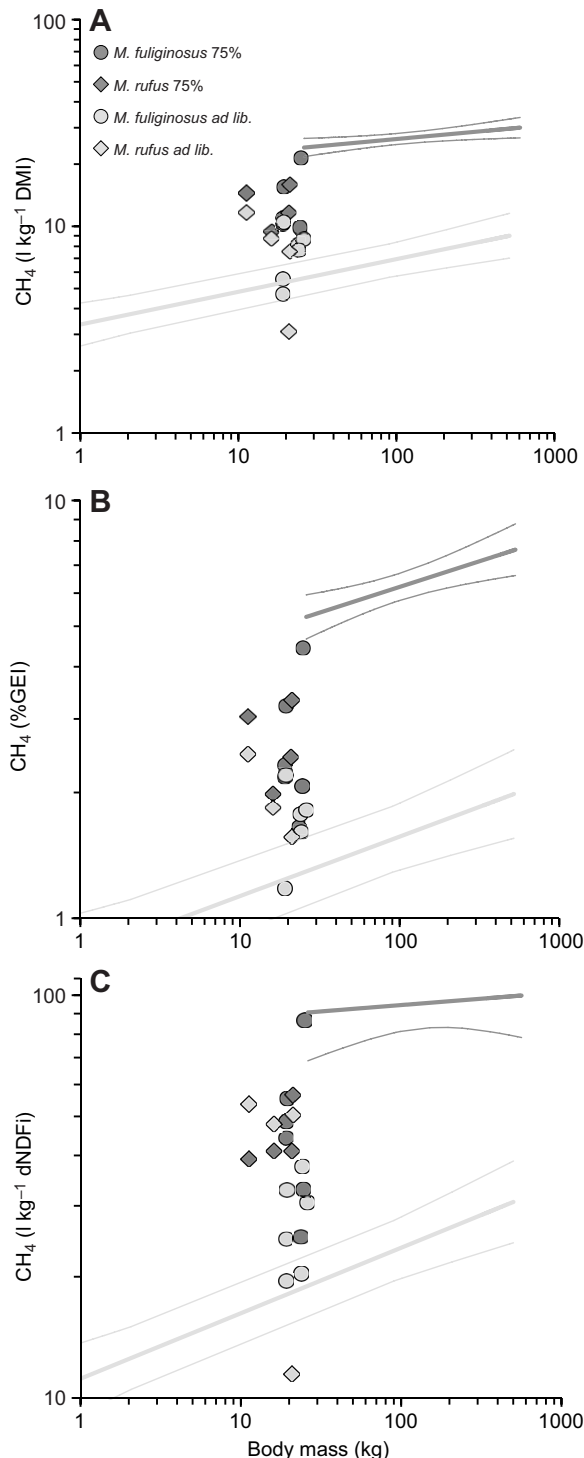 A
100
M. fuliginosus 75%
M. rufus 75%
M. fuliginosus ad lib.
M. rufus ad lib.
CH₄ (l kg⁻¹ DMI)
10
1
1 10 100 1000
B
10
CH₄ (%GEI)
1
1 10 100 1000
C
100
CH₄ (l kg⁻¹ dNDFi)
10
1 10 100 1000
Body mass (kg)